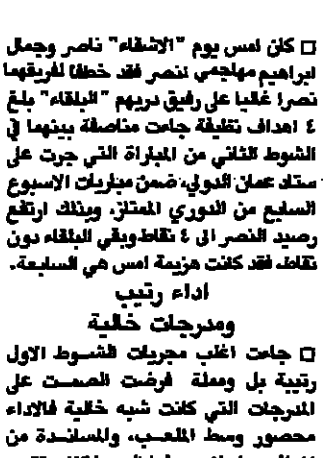 □ كان امس يوم "الاشقاء" ناصر وجمال
ابراهيم مهاجمي النصر فقد خطفا لفريقهما
نصرا غاليا على رفيق دربهم "البلقاء" بلغ
٤ اهداف نظيفة جاءت مناصفة بينهما في
الشوط الثاني من المباراة التي جرت على
ستاد عمان الدولي، ضمن مباريات الاسبوع
السابع من الدوري الممتاز، وبذلك ارتفع
رصيد النصر الى ٤ نقاط وبقي البلقاء دون
نقاط، فقد كانت هزيمة امس هي السابعة.
اداء رتيب
ومدرجات خالية
□ جاءت اغلب مجريات الشوط الاول
رتيبة بل ومملة فرضت الصمت على
المدرجات التي كانت شبه خالية فالاداء
محصور وسط الملعب، والمساندة من